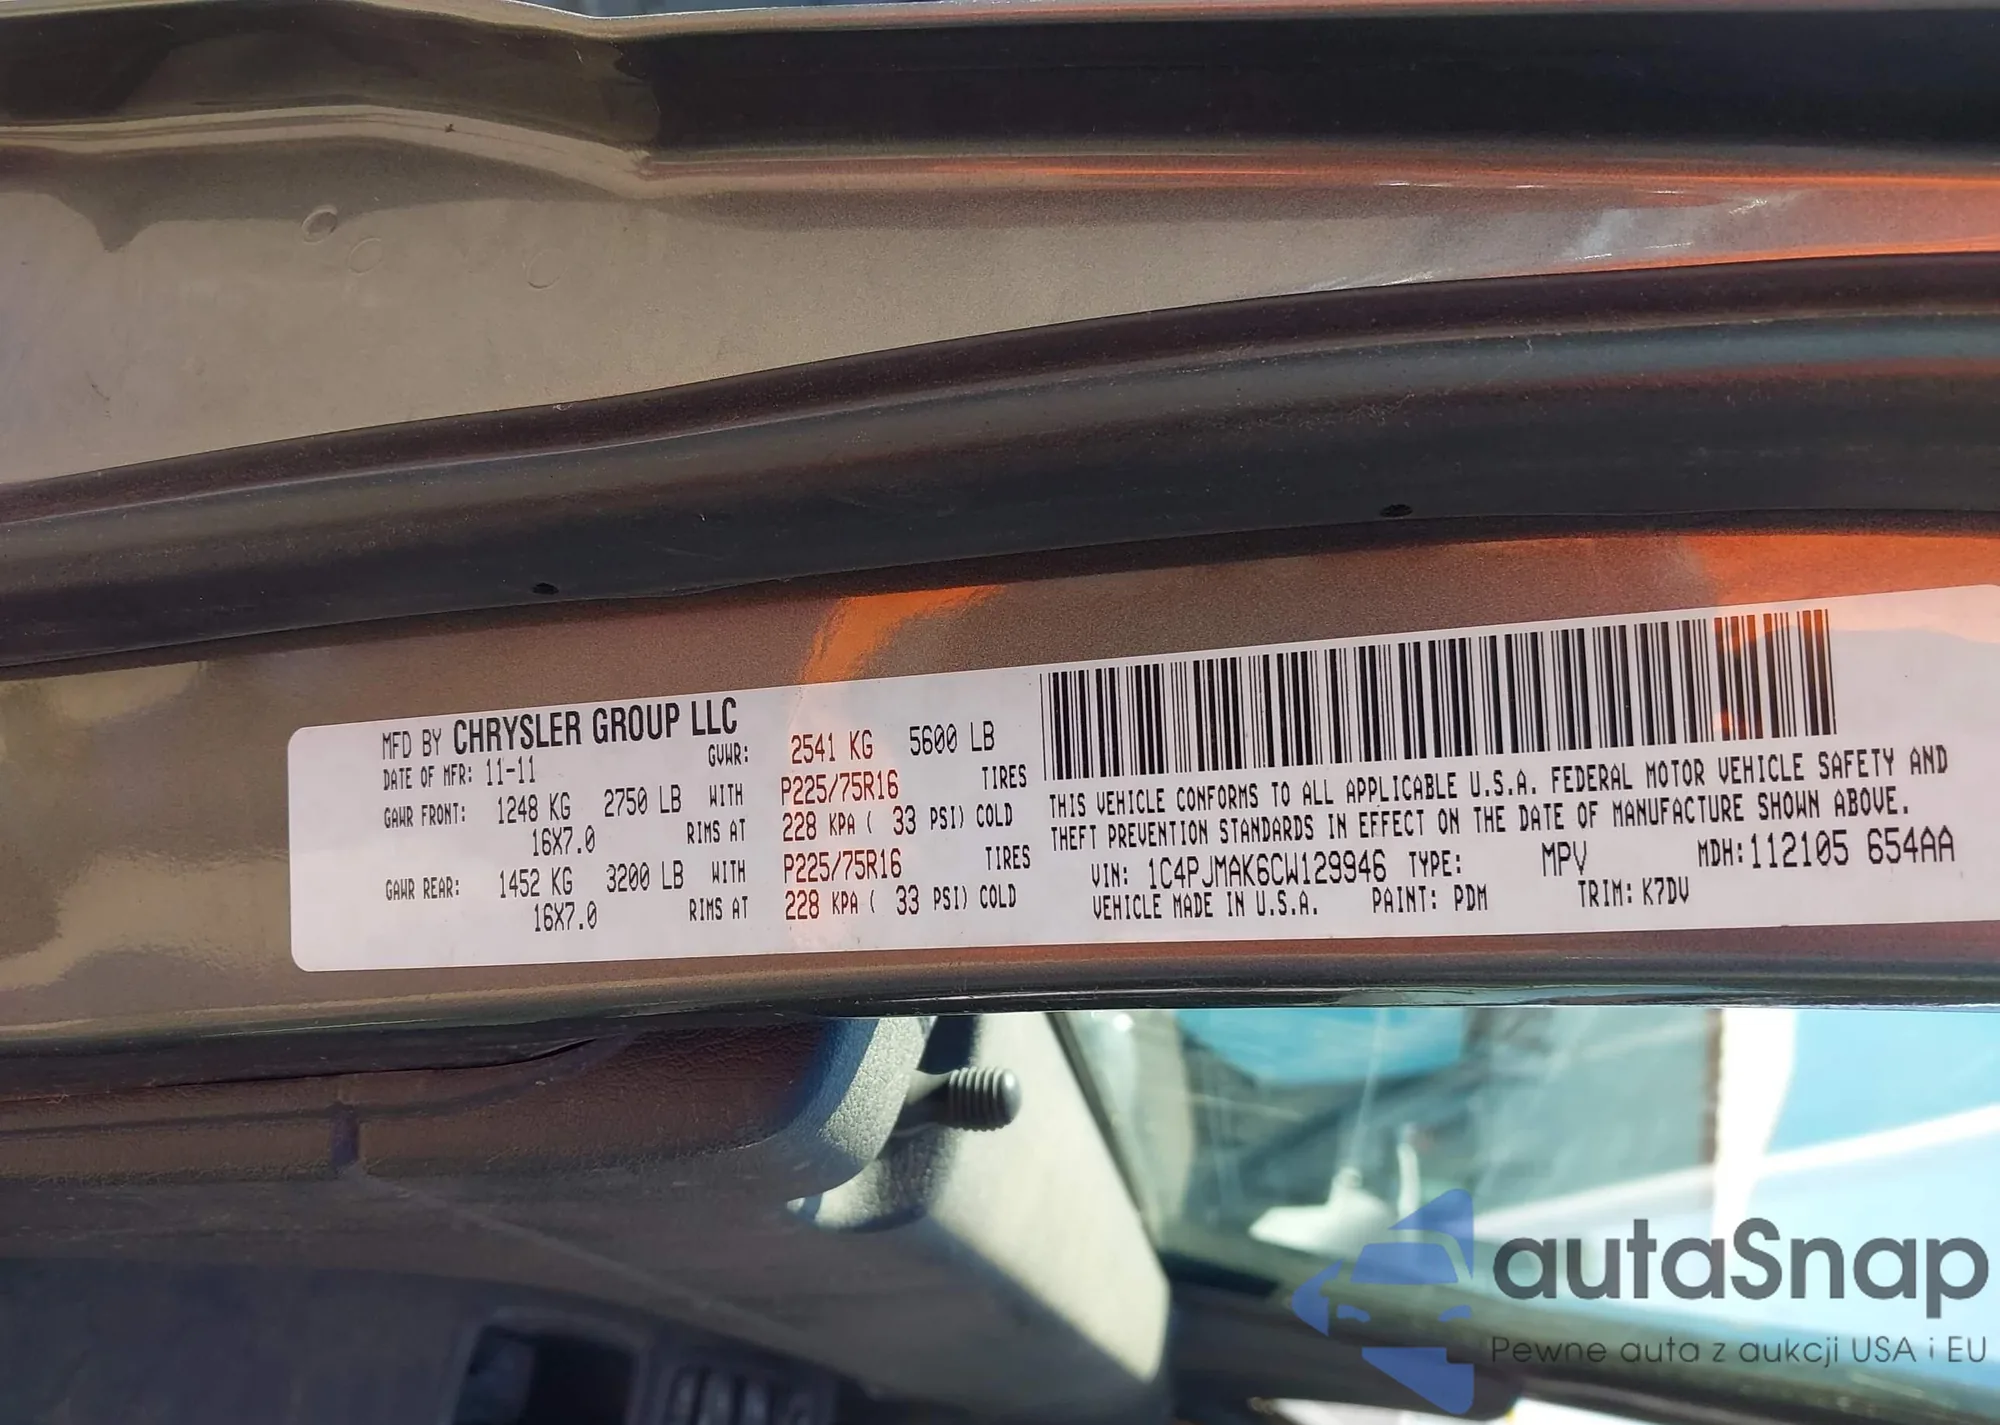 MFD BY CHRYSLER GROUP LLC
DATE OF MFR: 11-11 GVWR: 2541 KG 5600 LB
GAWR FRONT: 1248 KG 2750 LB WITH P225/75R16 TIRES
16X7.0 RIMS AT 228 KPA ( 33 PSI) COLD
GAWR REAR: 1452 KG 3200 LB WITH P225/75R16 TIRES
16X7.0 RIMS AT 228 KPA ( 33 PSI) COLD
THIS VEHICLE CONFORMS TO ALL APPLICABLE U.S.A. FEDERAL MOTOR VEHICLE SAFETY AND
THEFT PREVENTION STANDARDS IN EFFECT ON THE DATE OF MANUFACTURE SHOWN ABOVE.
VIN: 1C4PJMAK6CW129946 TYPE: MPV MDH:112105 654AA
VEHICLE MADE IN U.S.A. PAINT: PDM TRIM: K7DV
autaSnap
Pewne auta z aukcji USA i EU